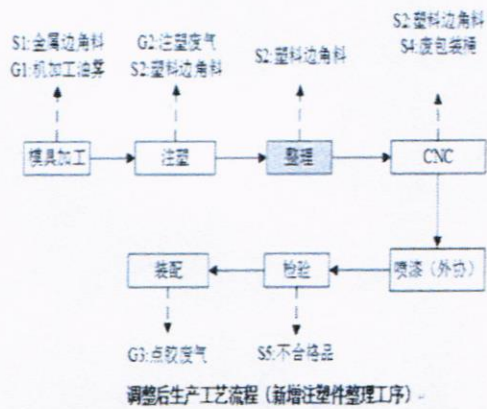 S1:金属边角料
G1:机加工油雾
G2:注塑废气
S2:塑料边角料
S2:塑料边角料
S2:塑料边角料
S4:废包装绳
模具加工
注塑
整理
CNC
装配
检验
喷漆（外协）
G3:点胶废气
S5:不合格品
调整后生产工艺流程（新增注塑件整理工序）